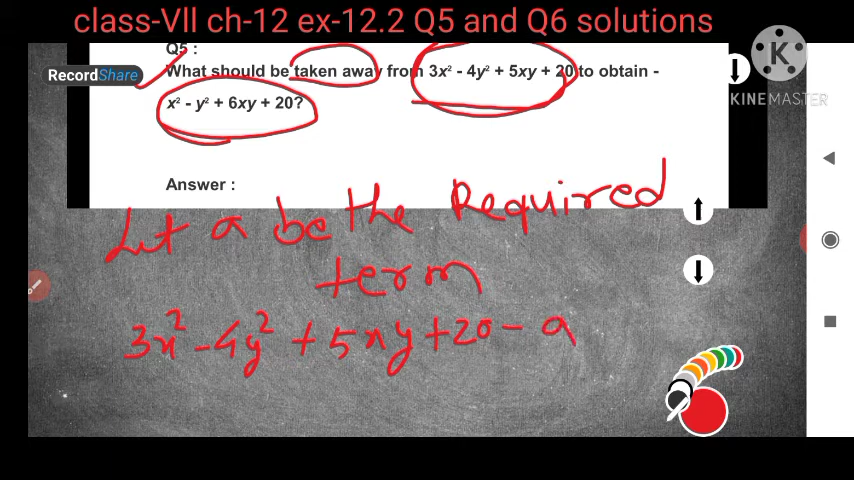 class-Vll ch-12 ex-12.2 Q5 and Q6 solutions
K
KINEMASTER
RecordShare
Q5 :
What should be taken away from 3x² - 4y² + 5xy + 20 to obtain -
x² - y² + 6xy + 20?
Answer :
Let a be the Required
term
3x² - 4y² + 5xy + 20 - a